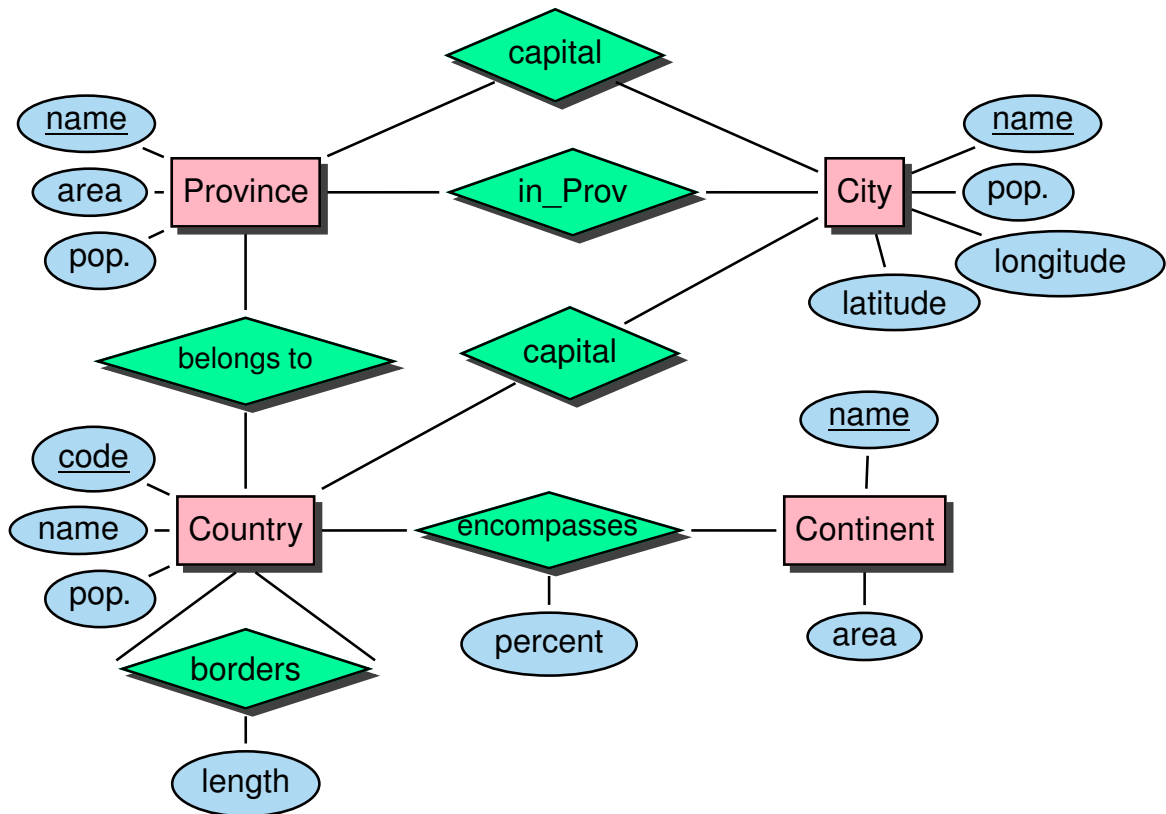 capital
name
name
Province
in_Prov
City
area
pop.
pop.
longitude
latitude
belongs to
capital
name
code
Country
encompasses
Continent
name
pop.
percent
area
borders
length